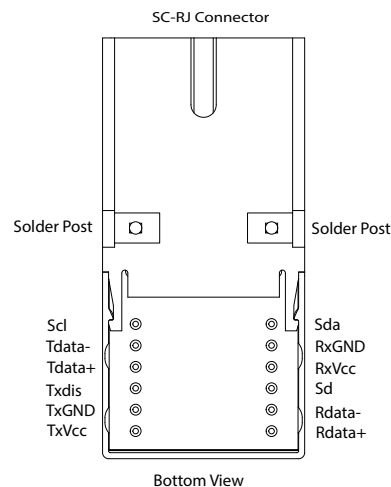 SC-RJ Connector
Solder Post
Solder Post
Scl
Sda
Tdata-
RxGND
Tdata+
RxVcc
Txdis
Sd
TxGND
Rdata-
TxVcc
Rdata+
Bottom View